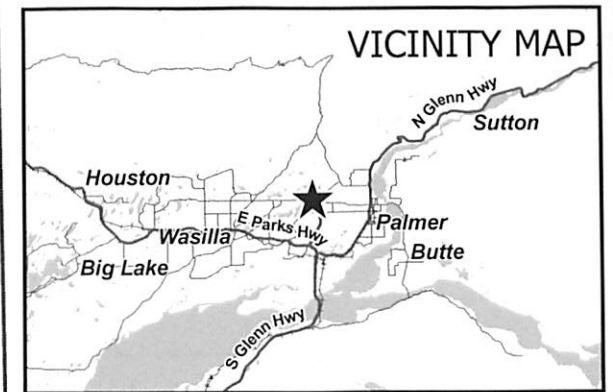 VICINITY MAP
N Glenn Hwy
Sutton
Houston
E Parks Hwy
Wasilla
Palmer
Butte
Big Lake
S Glenn Hwy